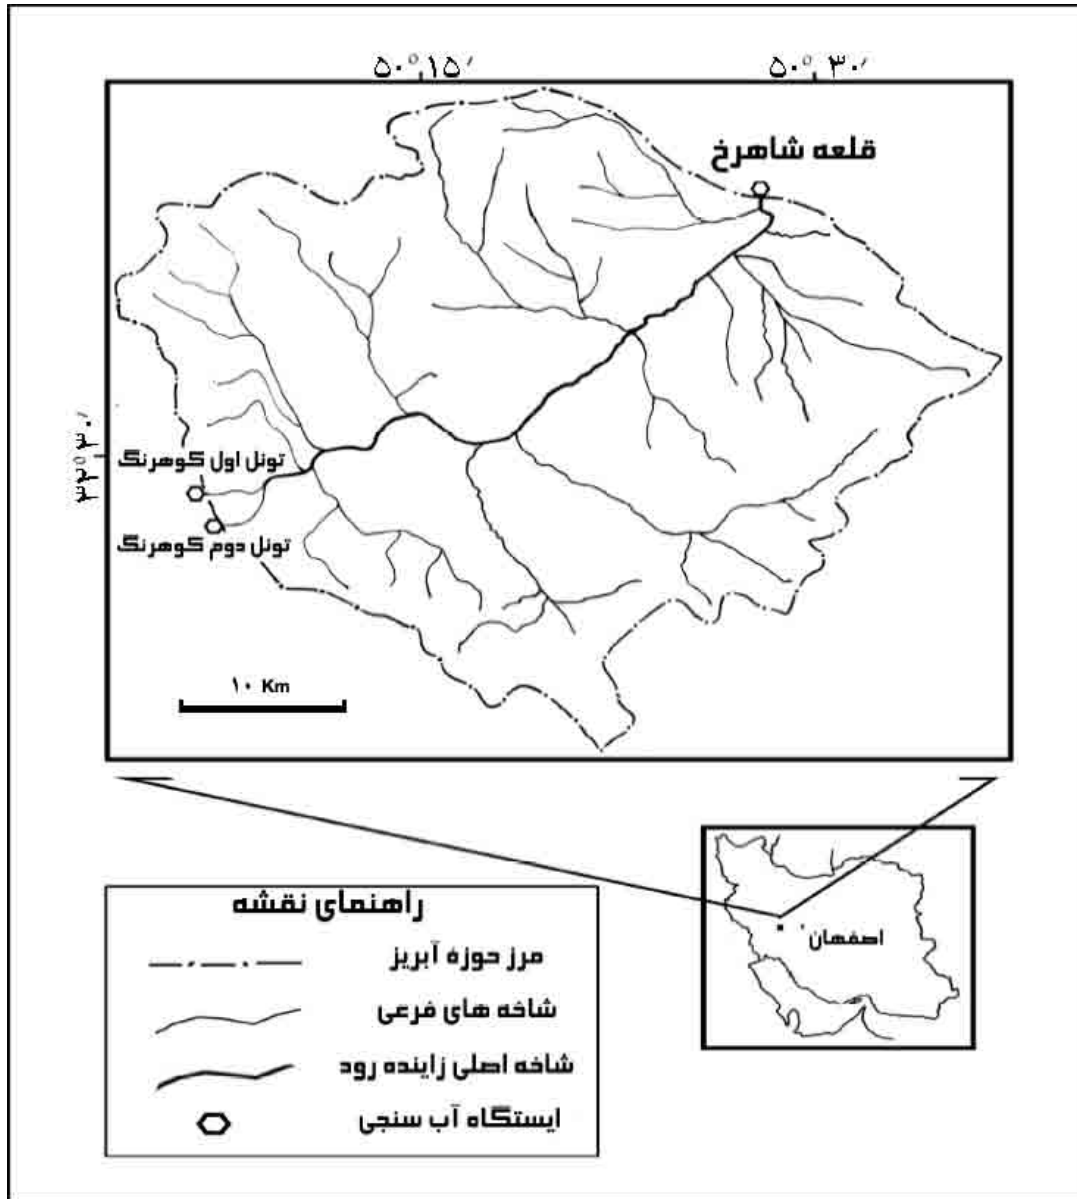 ۵۰° ۱۵′
۵۰° ۳۰′
قلعه شاهرخ
۳۲° ۳۰′
تونل اول کوهرنگ
تونل دوم کوهرنگ
۱۰ Km
راهنمای نقشه
مرز حوزه آبریز
شاخه های فرعی
شاخه اصلی زاینده رود
ایستگاه آب سنجی
اصفهان